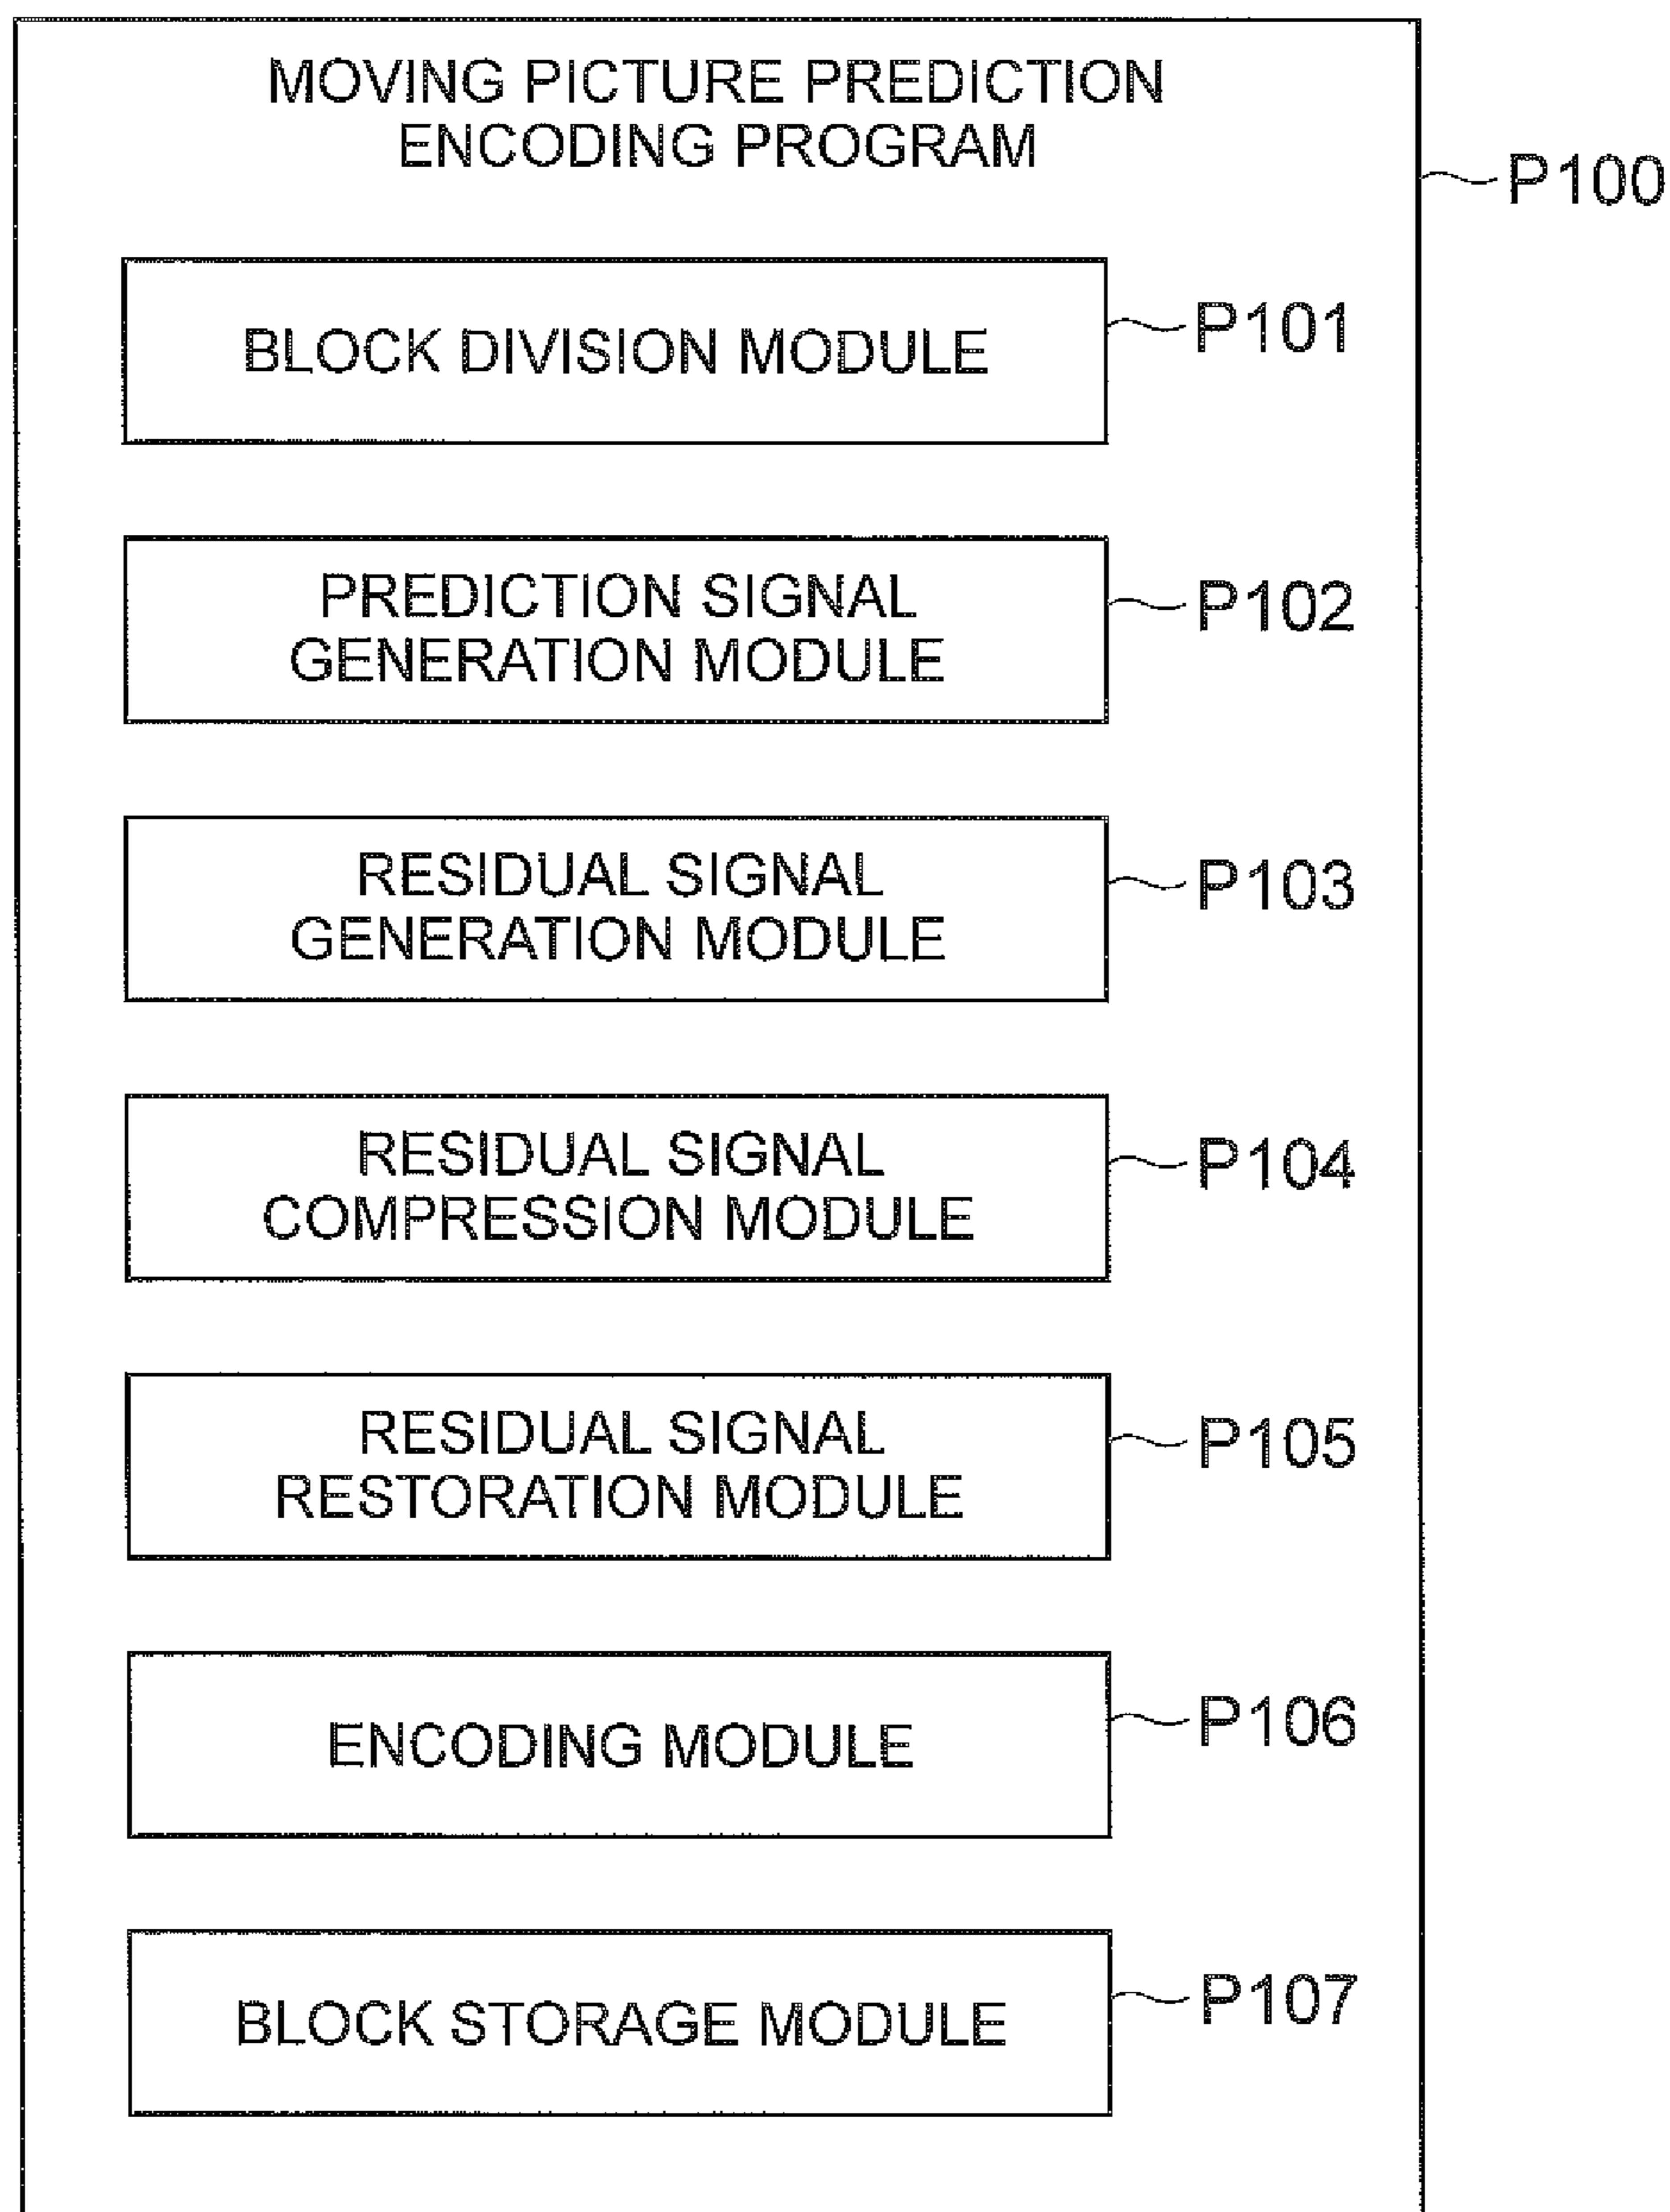 MOVING PICTURE PREDICTION
ENCODING PROGRAM
P100
BLOCK DIVISION MODULE
P101
PREDICTION SIGNAL
GENERATION MODULE
P102
RESIDUAL SIGNAL
GENERATION MODULE
P103
RESIDUAL SIGNAL
COMPRESSION MODULE
P104
RESIDUAL SIGNAL
RESTORATION MODULE
P105
ENCODING MODULE
P106
BLOCK STORAGE MODULE
P107